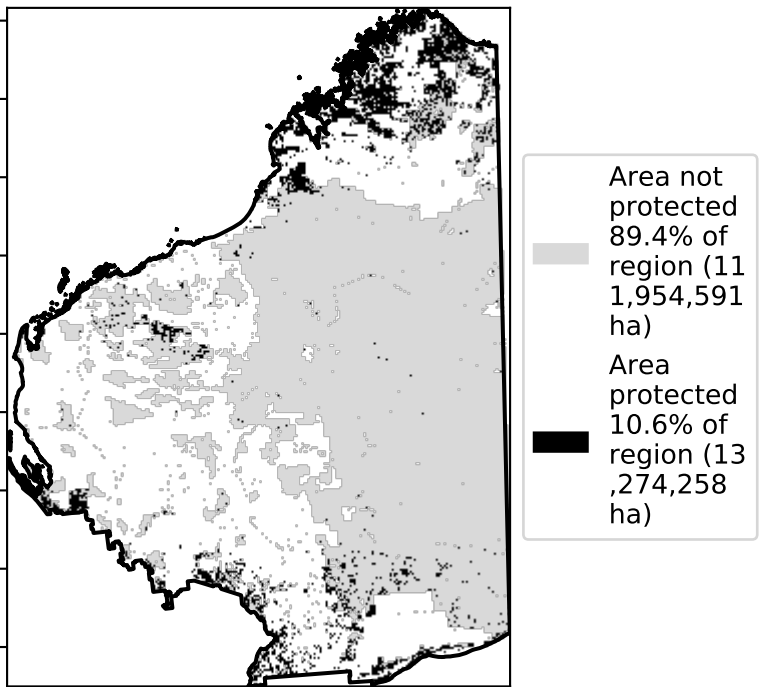 Area not
protected
89.4% of
region (11
1,954,591
ha)
Area
protected
10.6% of
region (13
,274,258
ha)